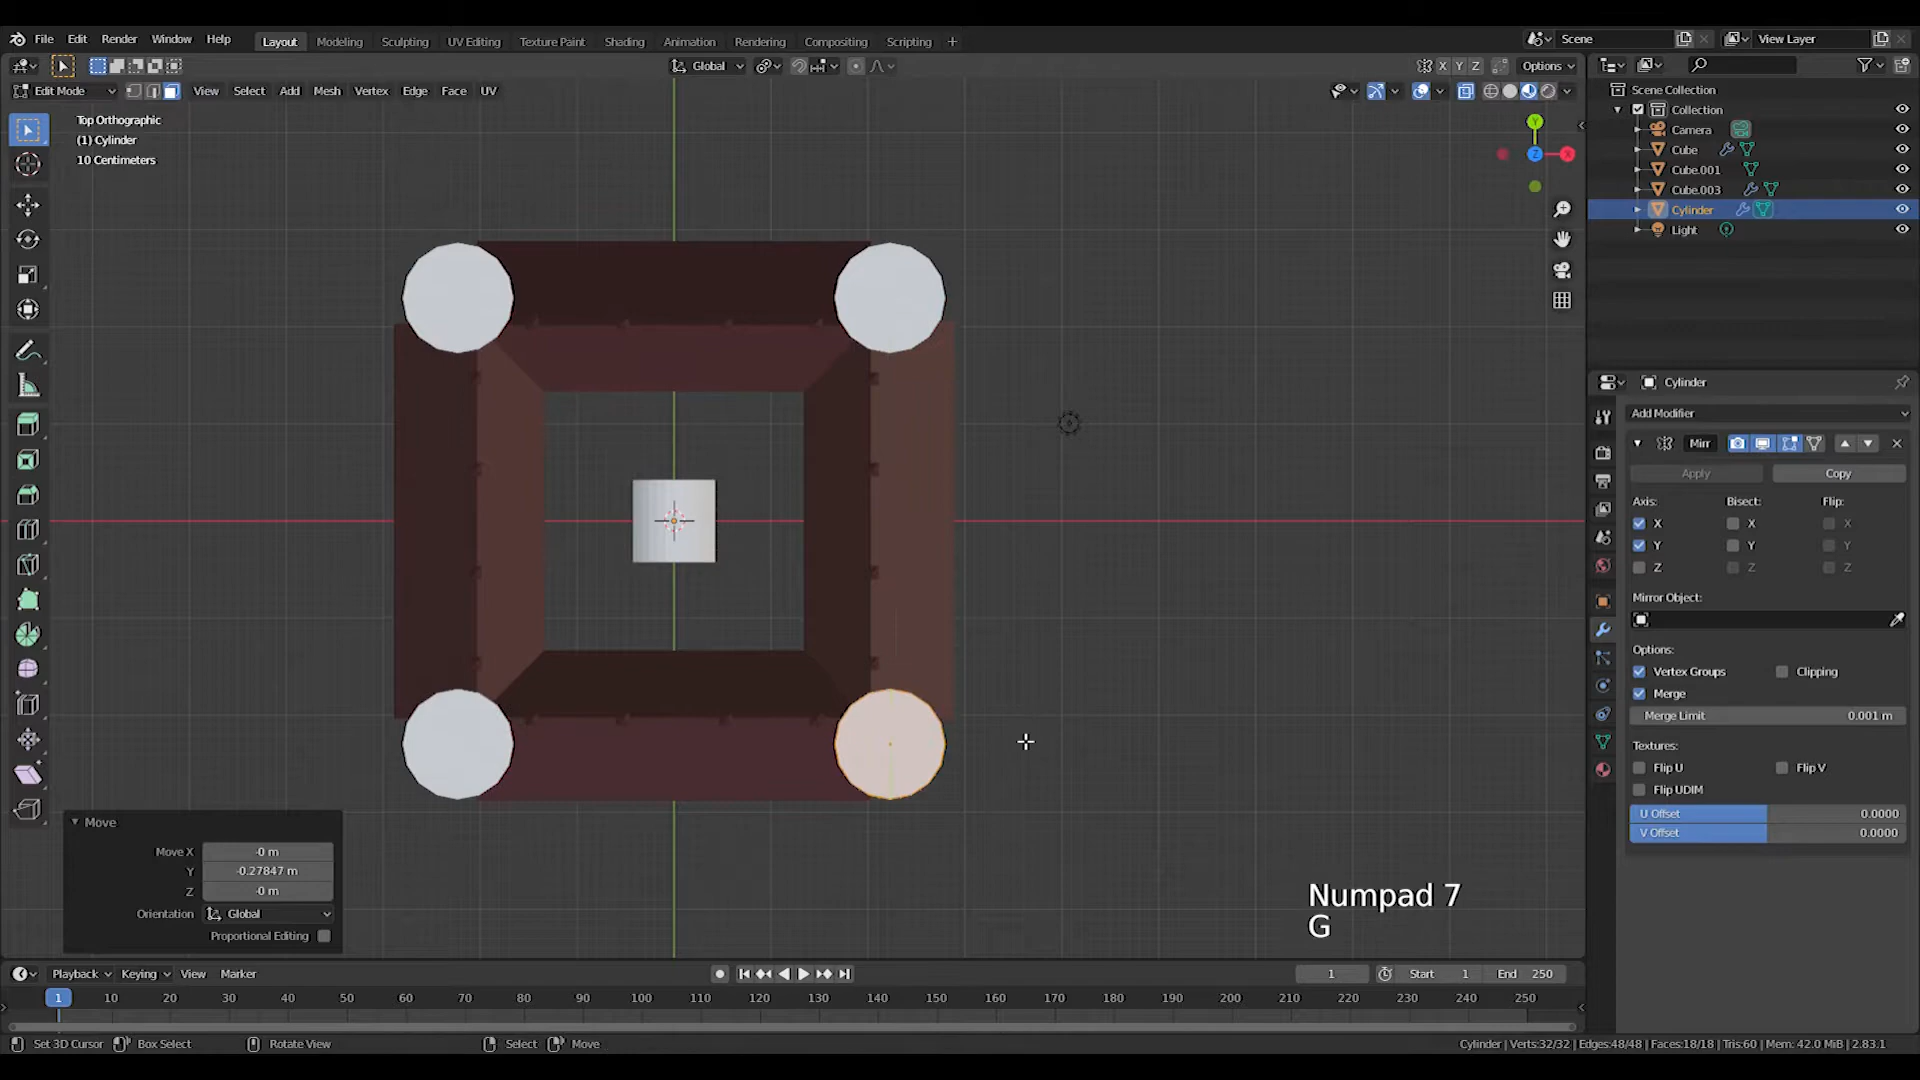 File Edit Render Window Help
Layout Modeling Sculpting UV Editing Texture Paint Shading Animation Rendering Compositing Scripting +
Scene
View Layer
Global
X Y Z
Options
Edit Mode
View Select Add Mesh Vertex Edge Face UV
Top Orthographic
(1) Cylinder
10 Centimeters
Y
Z
X
Scene Collection
Collection
Camera
Cube
Cube.001
Cube.003
Cylinder
Light
Cylinder
Add Modifier
Mirr
Apply Copy
Axis: Bisect: Flip:
X X X
Y Y Y
Z Z Z
Mirror Object:
Options:
Vertex Groups Clipping
Merge
Merge Limit 0.001 m
Textures:
Flip U Flip V
Flip UDIM
U Offset 0.0000
V Offset 0.0000
Move
Move X -0 m
Y -0.27847 m
Z -0 m
Orientation Global
Proportional Editing
Numpad 7
G
Playback Keying View Marker
1
Start 1
End 250
1 10 20 30 40 50 60 70 80 90 100 110 120 130 140 150 160 170 180 190 200 210 220 230 240 250
Set 3D Cursor Box Select Rotate View Select Move
Cylinder | Verts:32/32 | Edges:48/48 | Faces:18/18 | Tris:60 | Mem: 42.0 MiB | 2.83.1